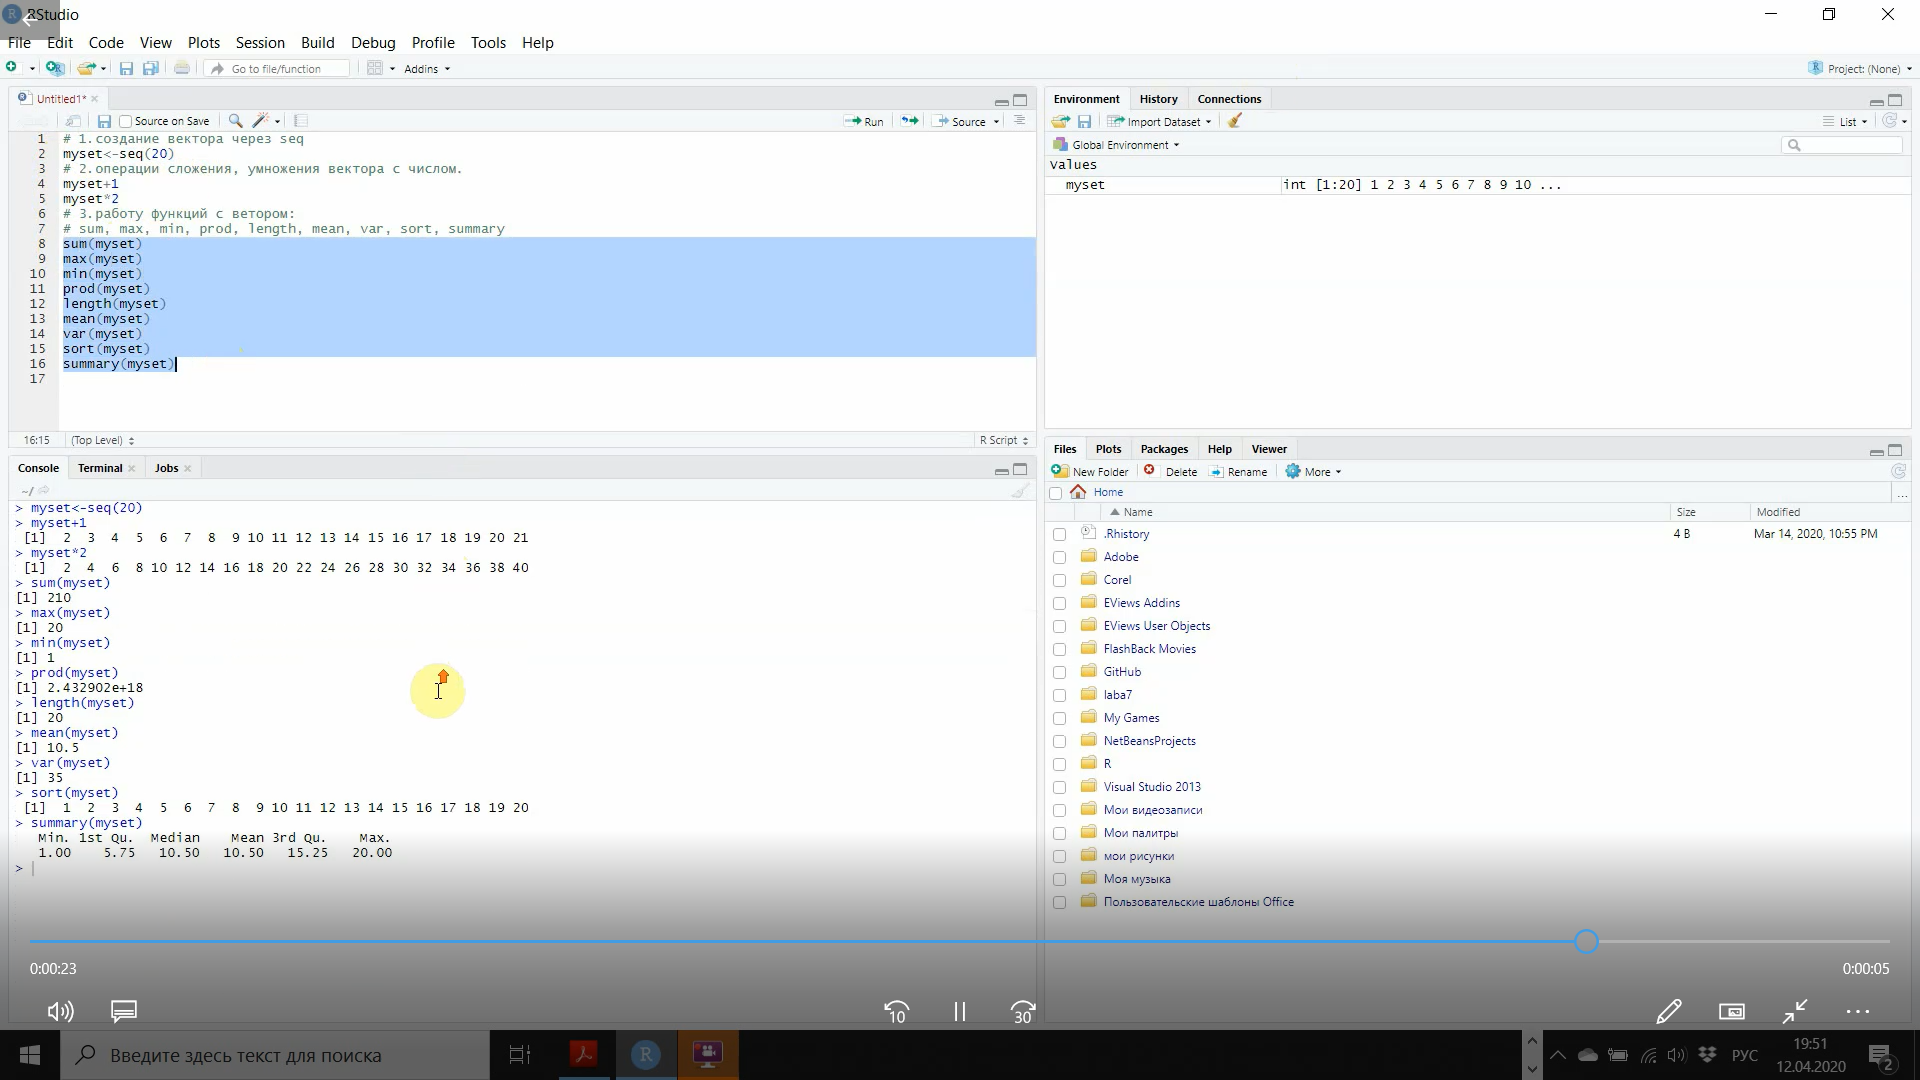 RStudio
File Edit Code View Plots Session Build Debug Profile Tools Help
Go to file/function Addins Project: (None)
Untitled1*
Source on Save Run Source
1 # 1.создание вектора через seq
2 myset<-seq(20)
3 # 2.операции сложения, умножения вектора с числом.
4 myset+1
5 myset*2
6 # 3.работу функций с ветором:
7 # sum, max, min, prod, length, mean, var, sort, summary
8 sum(myset)
9 max(myset)
10 min(myset)
11 prod(myset)
12 length(myset)
13 mean(myset)
14 var(myset)
15 sort(myset)
16 summary(myset)
17
16:15 (Top Level) R Script
Console Terminal Jobs
~/
> myset<-seq(20)
> myset+1
[1] 2 3 4 5 6 7 8 9 10 11 12 13 14 15 16 17 18 19 20 21
> myset*2
[1] 2 4 6 8 10 12 14 16 18 20 22 24 26 28 30 32 34 36 38 40
> sum(myset)
[1] 210
> max(myset)
[1] 20
> min(myset)
[1] 1
> prod(myset)
[1] 2.432902e+18
> length(myset)
[1] 20
> mean(myset)
[1] 10.5
> var(myset)
[1] 35
> sort(myset)
[1] 1 2 3 4 5 6 7 8 9 10 11 12 13 14 15 16 17 18 19 20
> summary(myset)
Min. 1st Qu. Median Mean 3rd Qu. Max.
1.00 5.75 10.50 10.50 15.25 20.00
>
Environment History Connections
Import Dataset List
Global Environment
Values
myset int [1:20] 1 2 3 4 5 6 7 8 9 10 ...
Files Plots Packages Help Viewer
New Folder Delete Rename More
Home ...
Name Size Modified
.Rhistory 4 B Mar 14, 2020, 10:55 PM
Adobe
Corel
EViews Addins
EViews User Objects
FlashBack Movies
GitHub
laba7
My Games
NetBeansProjects
R
Visual Studio 2013
Мои видеозаписи
Мои палитры
мои рисунки
Моя музыка
Пользовательские шаблоны Office
0:00:23 0:00:05
10 30
Введите здесь текст для поиска
РУС 19:51
12.04.2020 2